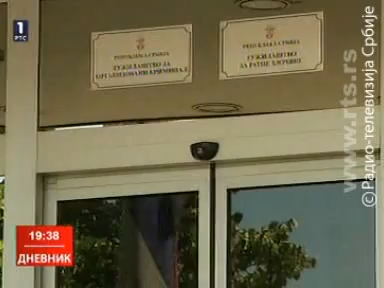 1
РТС
РЕПУБЛИКА СРБИЈА
ТУЖИЛАШТВО ЗА
ОРГАНИЗОВАНИ КРИМИНАЛ
РЕПУБЛИКА СРБИЈА
ТУЖИЛАШТВО
ЗА РАТНЕ ЗЛОЧИНЕ
19:38
ДНЕВНИК
www.rts.rs
© Радио-телевизија Србије